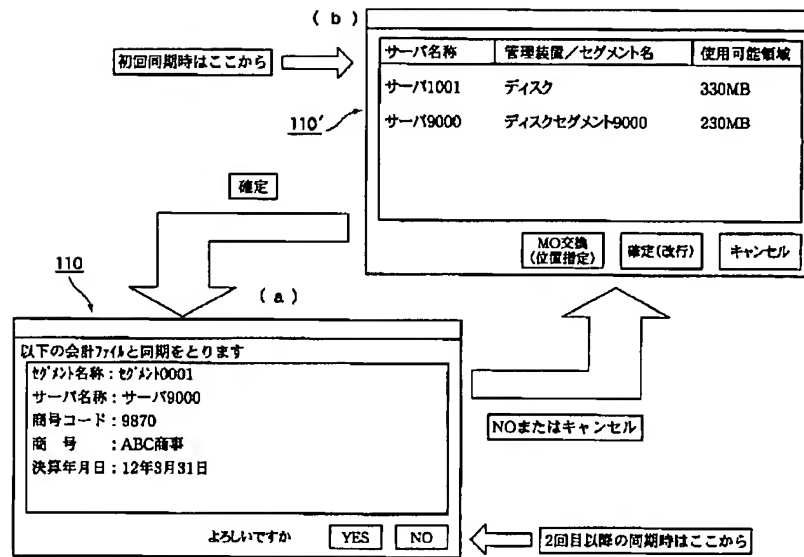 (b)
初回同期時はここから
サーバ名称 管理装置/セグメント名 使用可能領域
サーバ1001 ディスク 330MB
サーバ9000 ディスクセグメント9000 230MB
110′
MO交換
(位置指定)
確定(改行)
キャンセル
確定
110
(a)
以下の会計ファイルと同期をとります
セグメント名称:セグメント0001
サーバ名称:サーバ9000
商号コード:9870
商 号 :ABC商事
決算年月日:12年3月31日
よろしいですか YES NO
NOまたはキャンセル
2回目以降の同期時はここから